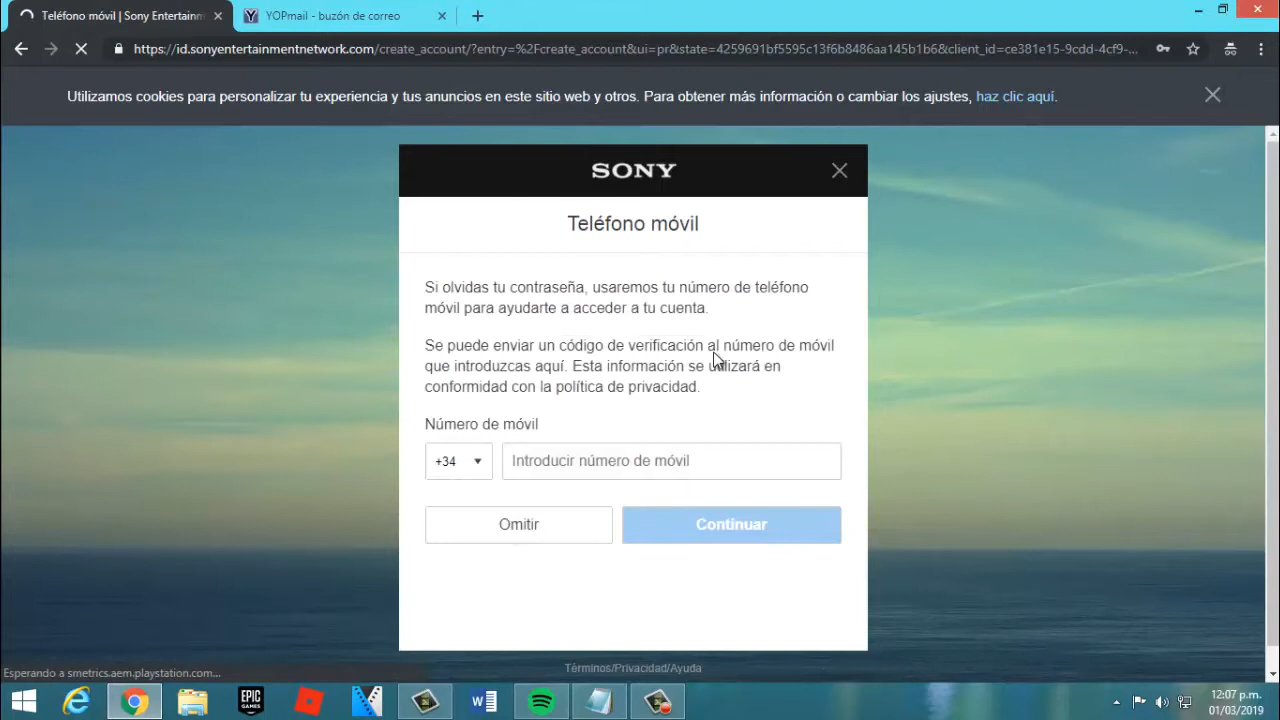 Teléfono móvil | Sony Entertainm
YOPmail - buzón de correo
https://id.sonyentertainmentnetwork.com/create_account/?entry=%2Fcreate_account&ui=pr&state=4259691bf5595c13f6b8486aa145b1b6&client_id=ce381e15-9cdd-4cf9-...
Utilizamos cookies para personalizar tu experiencia y tus anuncios en este sitio web y otros. Para obtener más información o cambiar los ajustes, haz clic aquí.
SONY
Teléfono móvil
Si olvidas tu contraseña, usaremos tu número de teléfono
móvil para ayudarte a acceder a tu cuenta.
Se puede enviar un código de verificación al número de móvil
que introduzcas aquí. Esta información se utilizará en
conformidad con la política de privacidad.
Número de móvil
+34
Introducir número de móvil
Omitir
Continuar
Términos/Privacidad/Ayuda
Esperando a smetrics.aem.playstation.com...
EPIC
GAMES
12:07 p.m.
01/03/2019